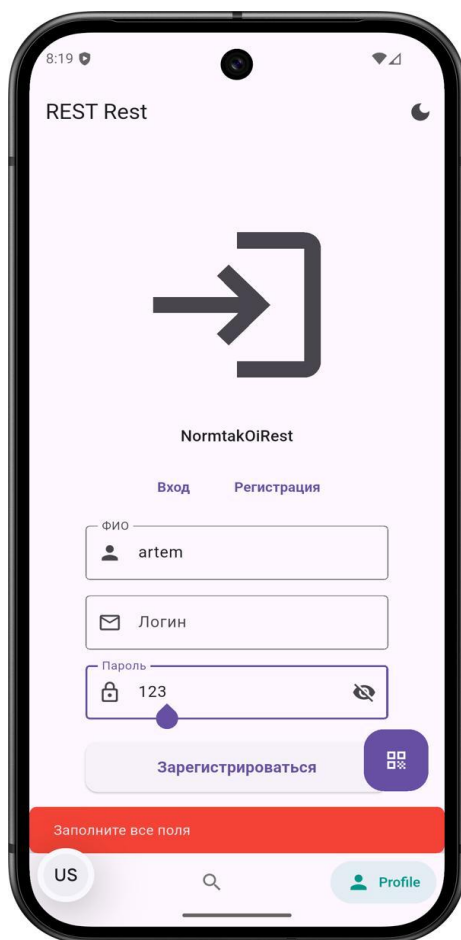 8:19
REST Rest
NormtakOiRest
Вход Регистрация
ФИО
artem
Логин
Пароль
123
Зарегистрироваться
Заполните все поля
US
Profile